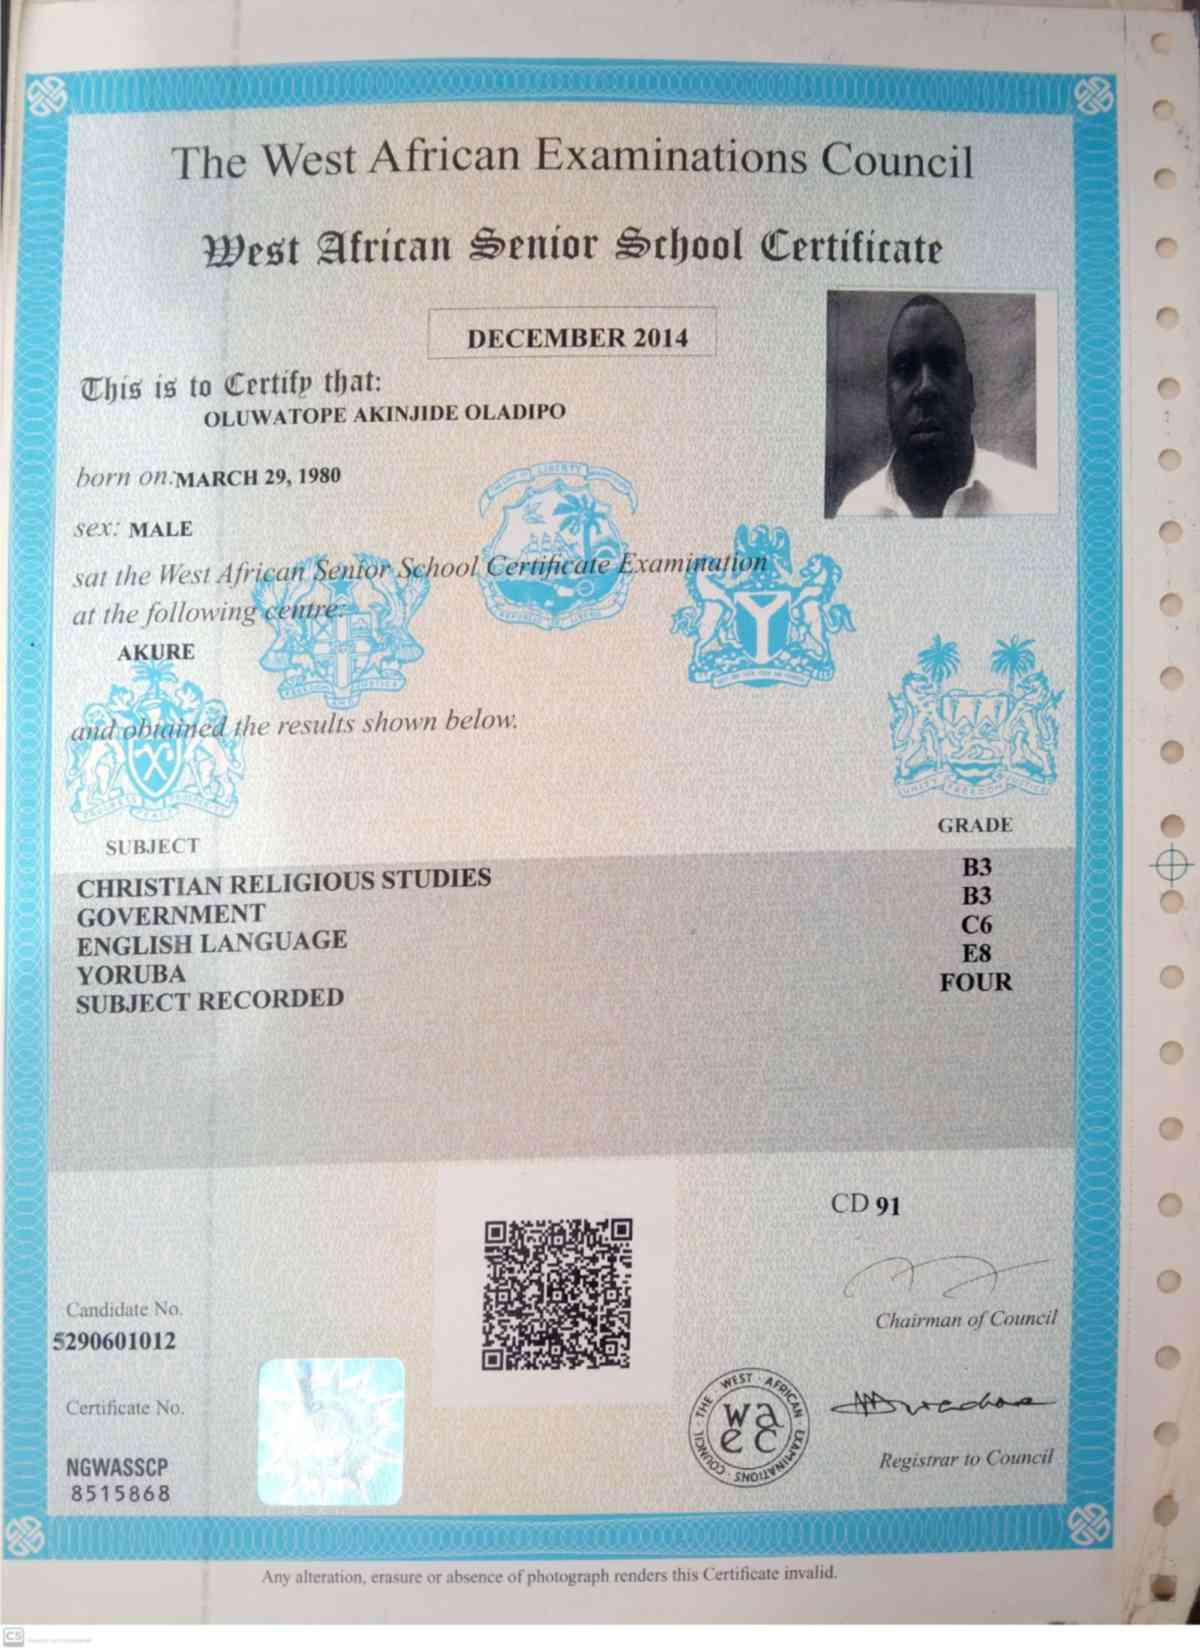 The West African Examinations Council
West African Senior School Certificate
DECEMBER 2014
This is to Certify that:
OLUWATOPE AKINJIDE OLADIPO
born on: MARCH 29, 1980
sex: MALE
sat the West African Senior School Certificate Examination
at the following centre:
AKURE
and obtained the results shown below.
SUBJECT GRADE
CHRISTIAN RELIGIOUS STUDIES B3
GOVERNMENT B3
ENGLISH LANGUAGE C6
YORUBA E8
SUBJECT RECORDED FOUR
CD 91
Chairman of Council
Candidate No.
5290601012
Certificate No.
NGWASSCP
8515868
THE · WEST · AFRICAN · EXAMINATIONS · COUNCIL
wa
ec
Registrar to Council
Any alteration, erasure or absence of photograph renders this Certificate invalid.
CS